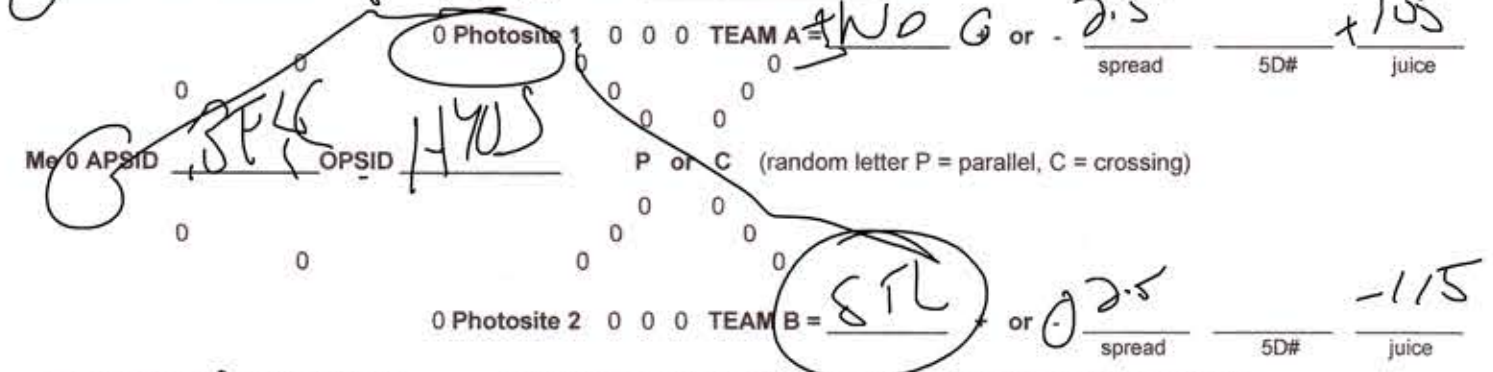 0 Photosite 1 0 0 0 TEAM A = + or - 2.5 +105
0 0 0 spread 5D# juice
0 0 0
0 0
Me 0 APSID OPSID P or C (random letter P = parallel, C = crossing)
0 0
0 0 0
0 0 0
0 Photosite 2 0 0 0 TEAM B = STL + or - 2.5 -115
spread 5D# juice